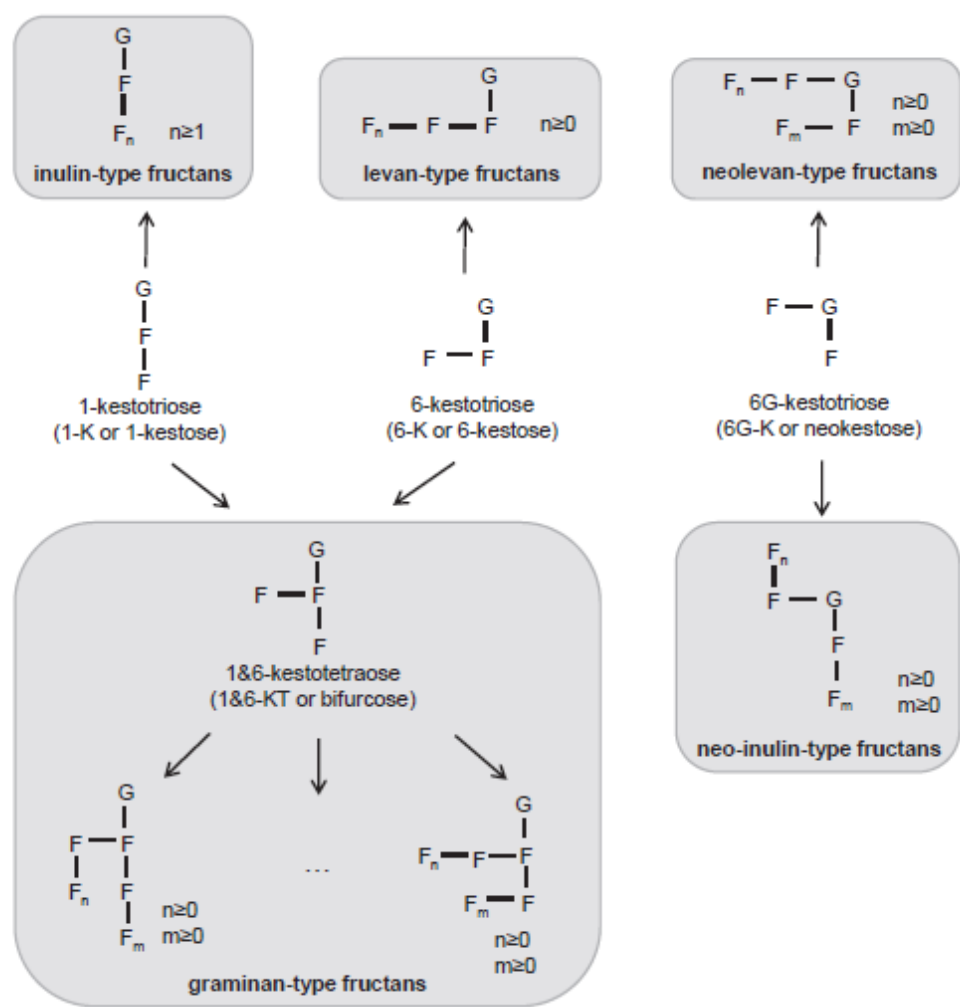 G
F
Fn n≥1
inulin-type fructans
G
Fn F F n≥0
levan-type fructans
Fn F G
n≥0
Fm F m≥0
neolevan-type fructans
G
F
F
1-kestotriose
(1-K or 1-kestose)
G
F F
6-kestotriose
(6-K or 6-kestose)
F G
F
6G-kestotriose
(6G-K or neokestose)
G
F F
F
1&6-kestotetraose
(1&6-KT or bifurcose)
G
F F
Fn F
n≥0
Fm m≥0
...
G
Fn F F
Fm F
n≥0
m≥0
graminan-type fructans
Fn
F G
F
n≥0
Fm m≥0
neo-inulin-type fructans